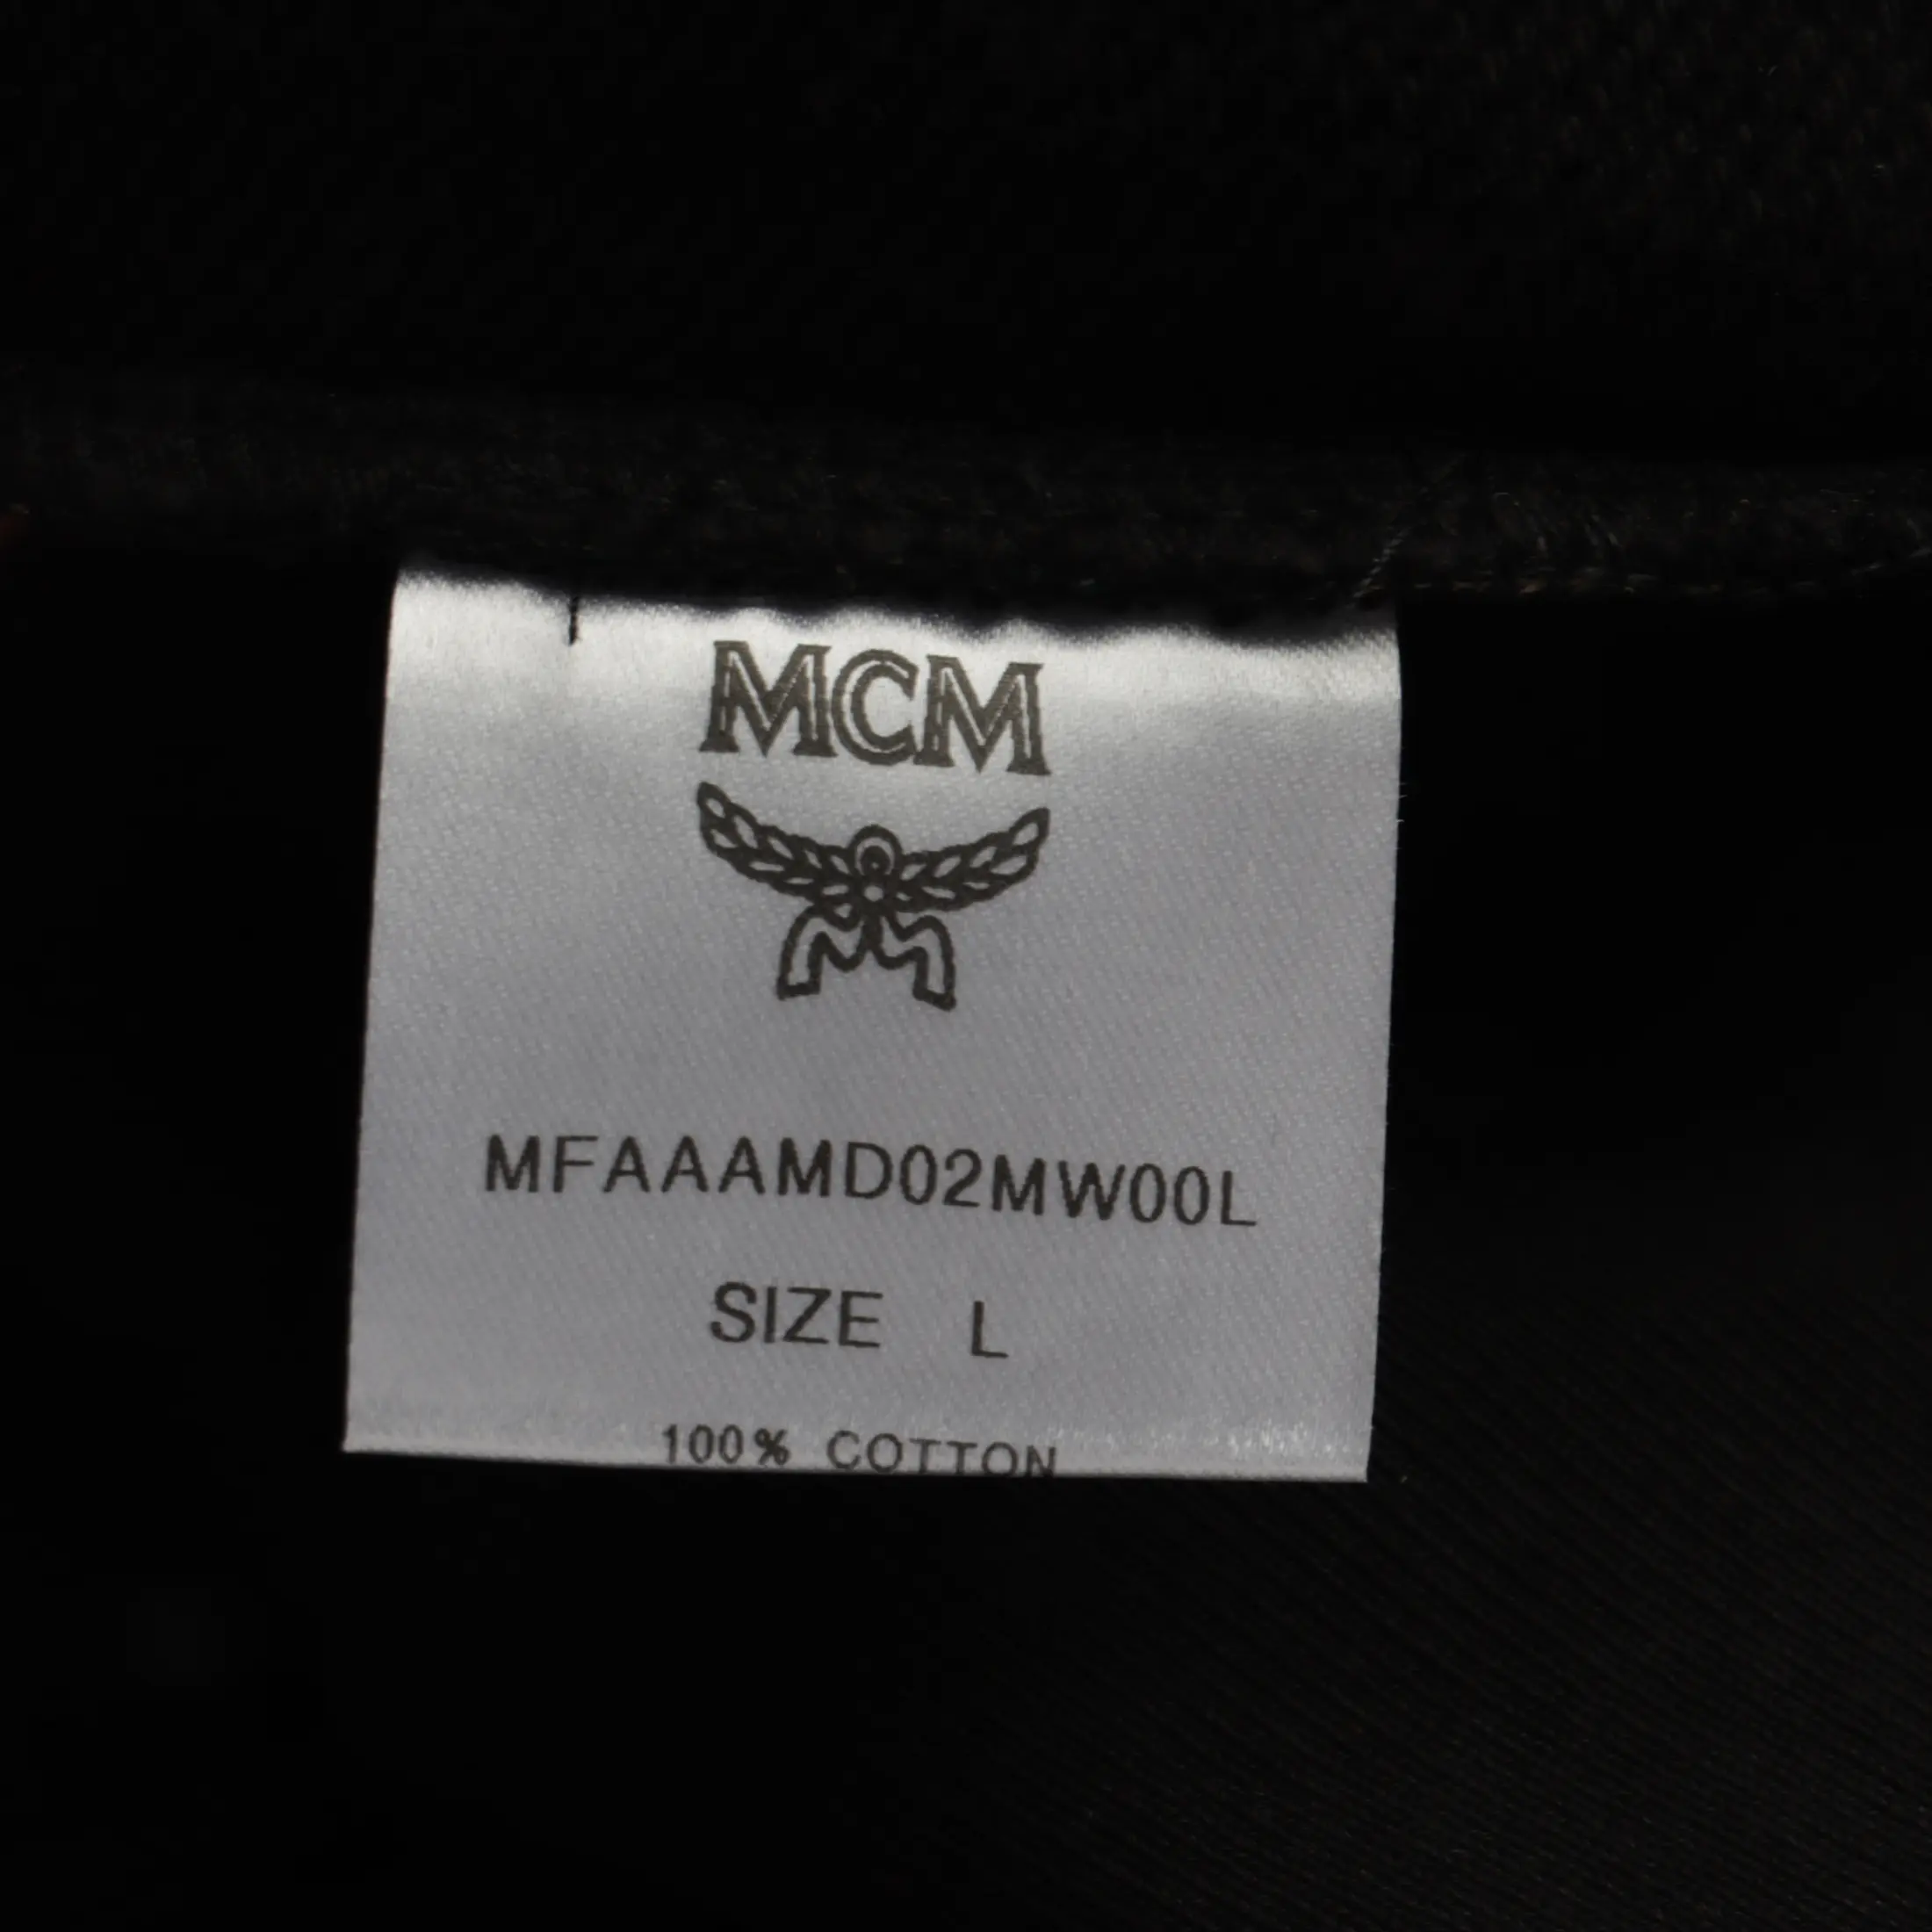 MCM
MFAAAMD02MW00L
SIZE L
100% COTTON